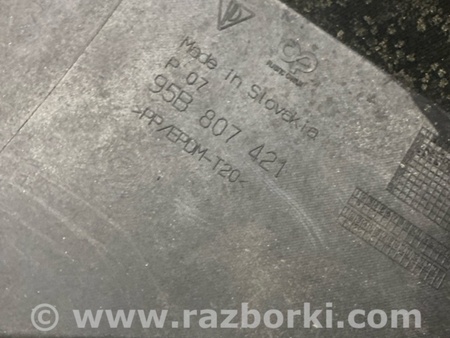 Made in Slovakia
P 07
95B 807 421
>PP/EPDM-T20<
© www.razborki.com